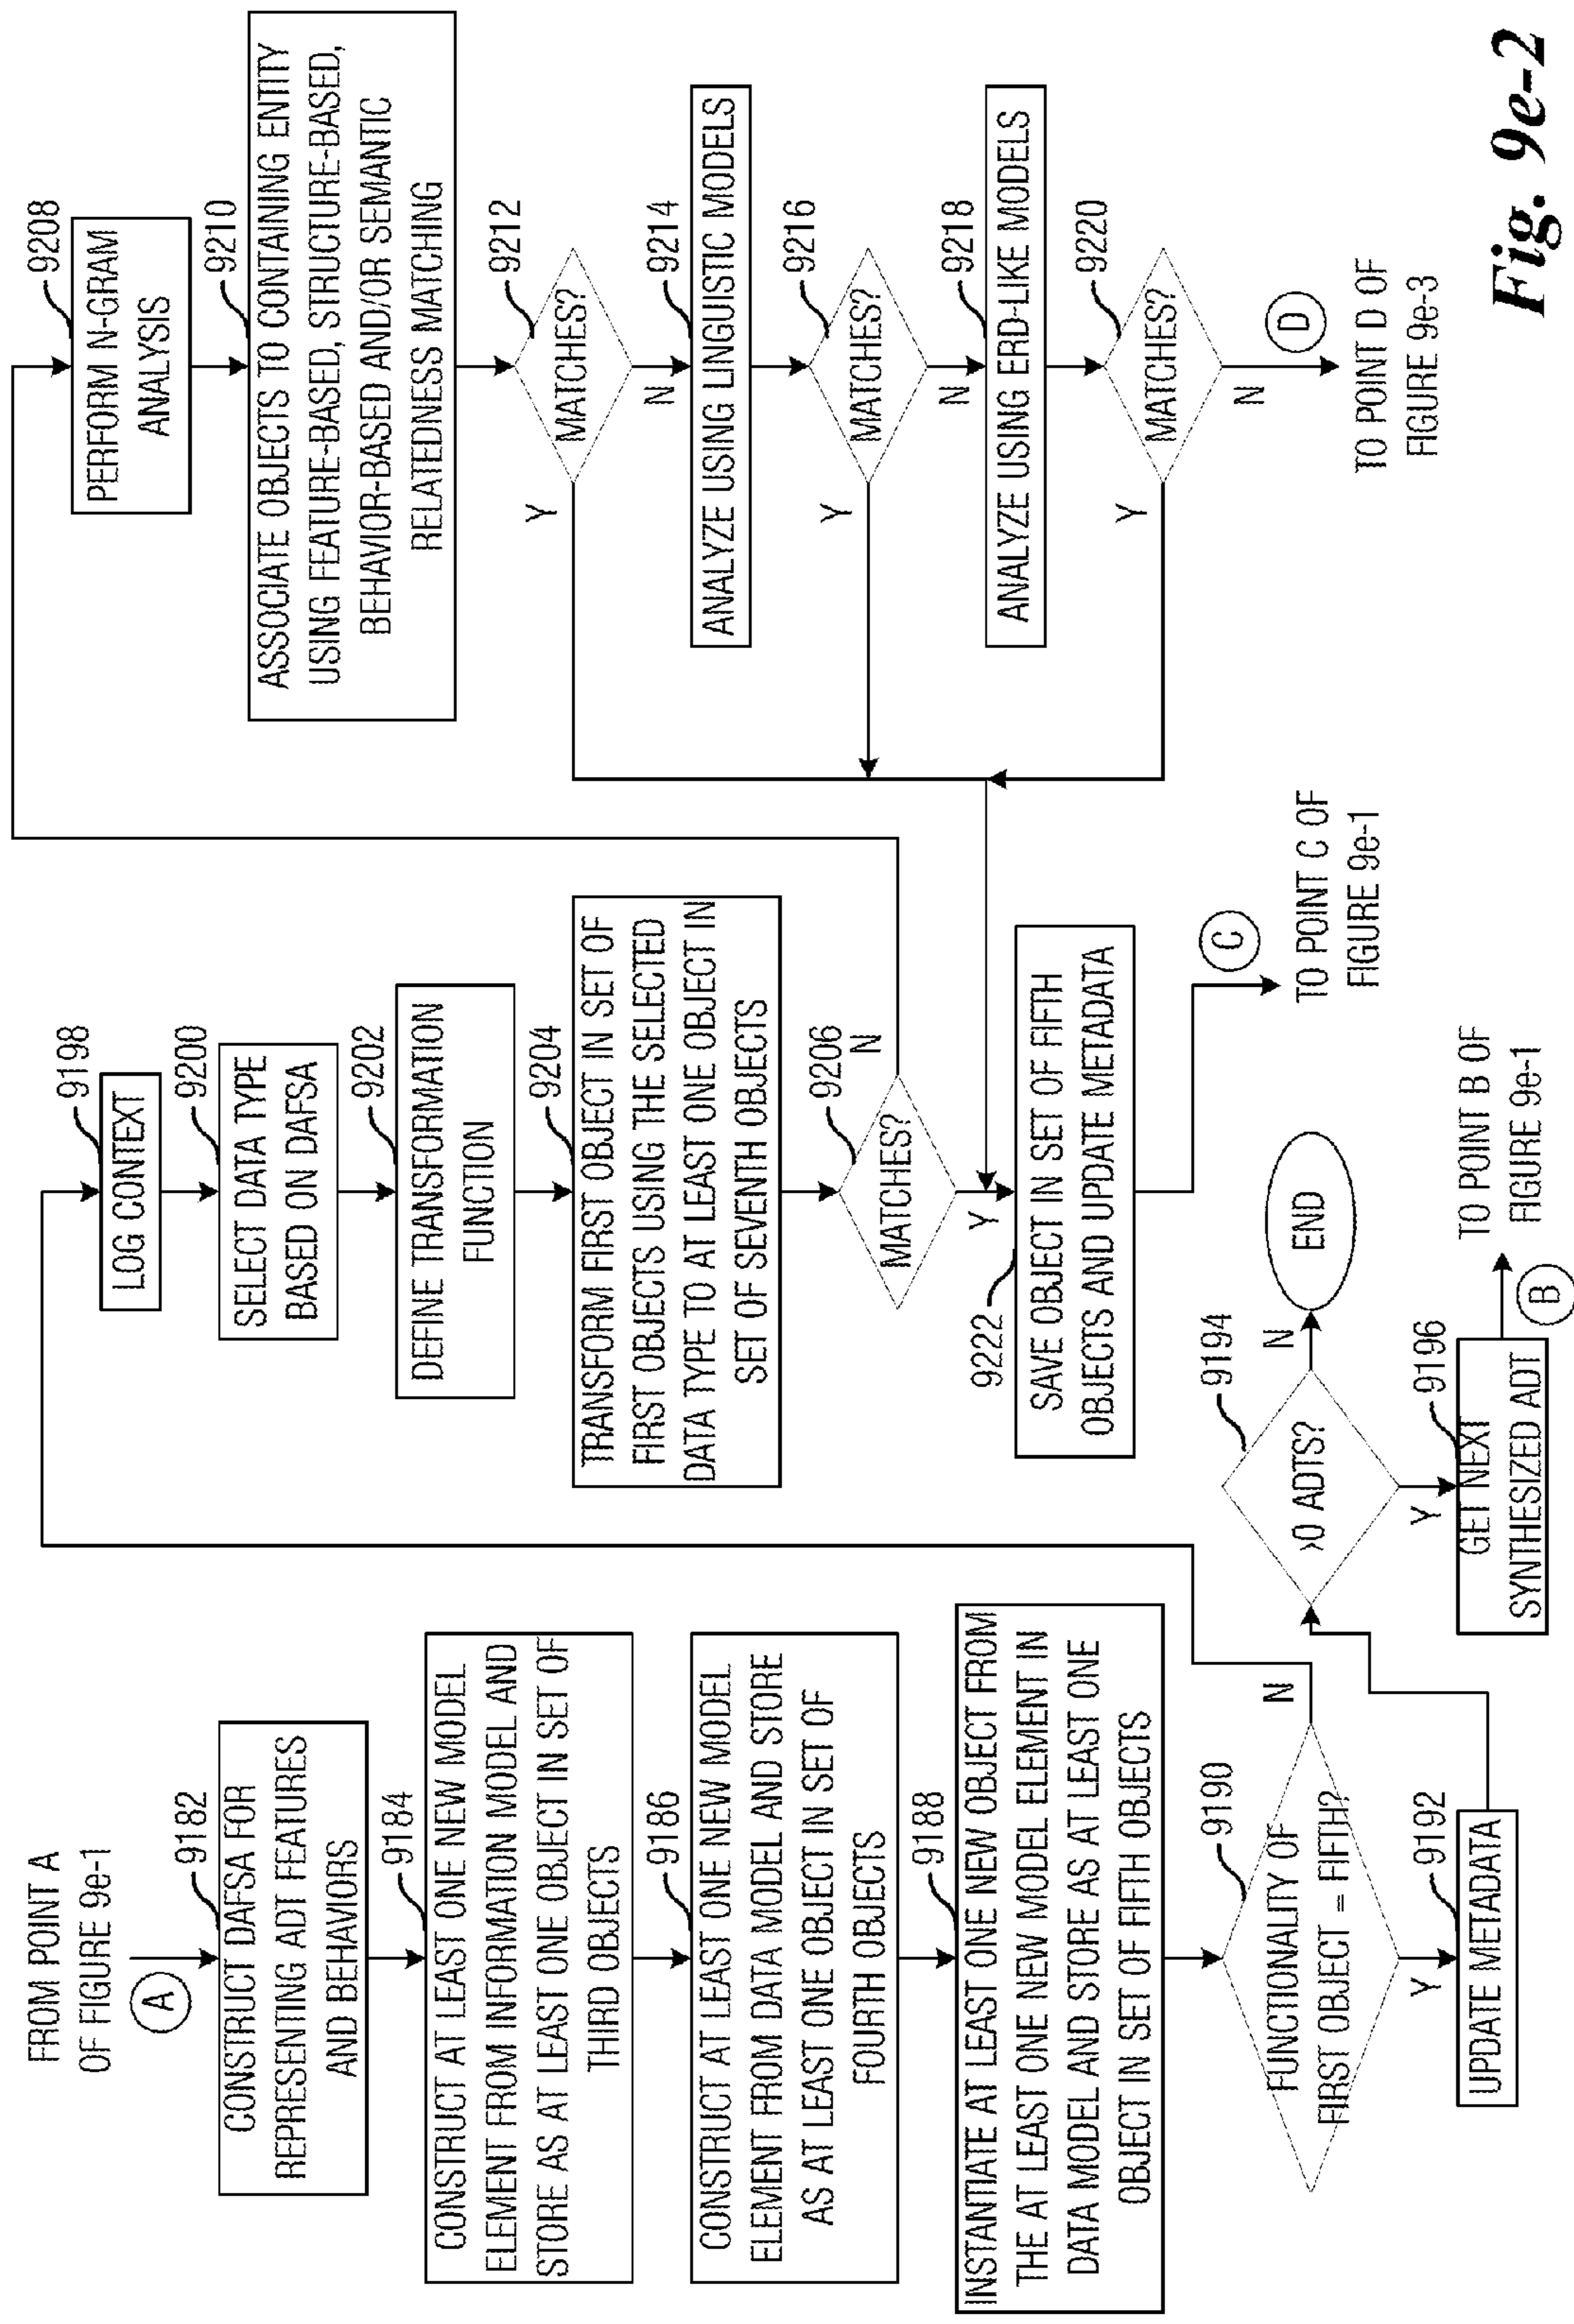 FROM POINT A
OF FIGURE 9e-1
A
9182
CONSTRUCT DAFSA FOR
REPRESENTING ADT FEATURES
AND BEHAVIORS
9184
CONSTRUCT AT LEAST ONE NEW MODEL
ELEMENT FROM INFORMATION MODEL AND
STORE AS AT LEAST ONE OBJECT IN SET OF
THIRD OBJECTS
9186
CONSTRUCT AT LEAST ONE NEW MODEL
ELEMENT FROM DATA MODEL AND STORE
AS AT LEAST ONE OBJECT IN SET OF
FOURTH OBJECTS
9188
INSTANTIATE AT LEAST ONE NEW OBJECT FROM
THE AT LEAST ONE NEW MODEL ELEMENT IN
DATA MODEL AND STORE AS AT LEAST ONE
OBJECT IN SET OF FIFTH OBJECTS
9190
FUNCTIONALITY OF
FIRST OBJECT = FIFTH?
N
Y
9192
UPDATE METADATA
9194
>0 ADTS?
N
END
Y
9196
GET NEXT
SYNTHESIZED ADT
B
TO POINT B OF
FIGURE 9e-1
9198
LOG CONTEXT
9200
SELECT DATA TYPE
BASED ON DAFSA
9202
DEFINE TRANSFORMATION
FUNCTION
9204
TRANSFORM FIRST OBJECT IN SET OF
FIRST OBJECTS USING THE SELECTED
DATA TYPE TO AT LEAST ONE OBJECT IN
SET OF SEVENTH OBJECTS
9206
MATCHES?
N
Y
9222
SAVE OBJECT IN SET OF FIFTH
OBJECTS AND UPDATE METADATA
C
TO POINT C OF
FIGURE 9e-1
9208
PERFORM N-GRAM
ANALYSIS
9210
ASSOCIATE OBJECTS TO CONTAINING ENTITY
USING FEATURE-BASED, STRUCTURE-BASED,
BEHAVIOR-BASED AND/OR SEMANTIC
RELATEDNESS MATCHING
9212
MATCHES?
Y
N
9214
ANALYZE USING LINGUISTIC MODELS
9216
MATCHES?
Y
N
9218
ANALYZE USING ERD-LIKE MODELS
9220
MATCHES?
Y
N
D
TO POINT D OF
FIGURE 9e-3
Fig. 9e-2